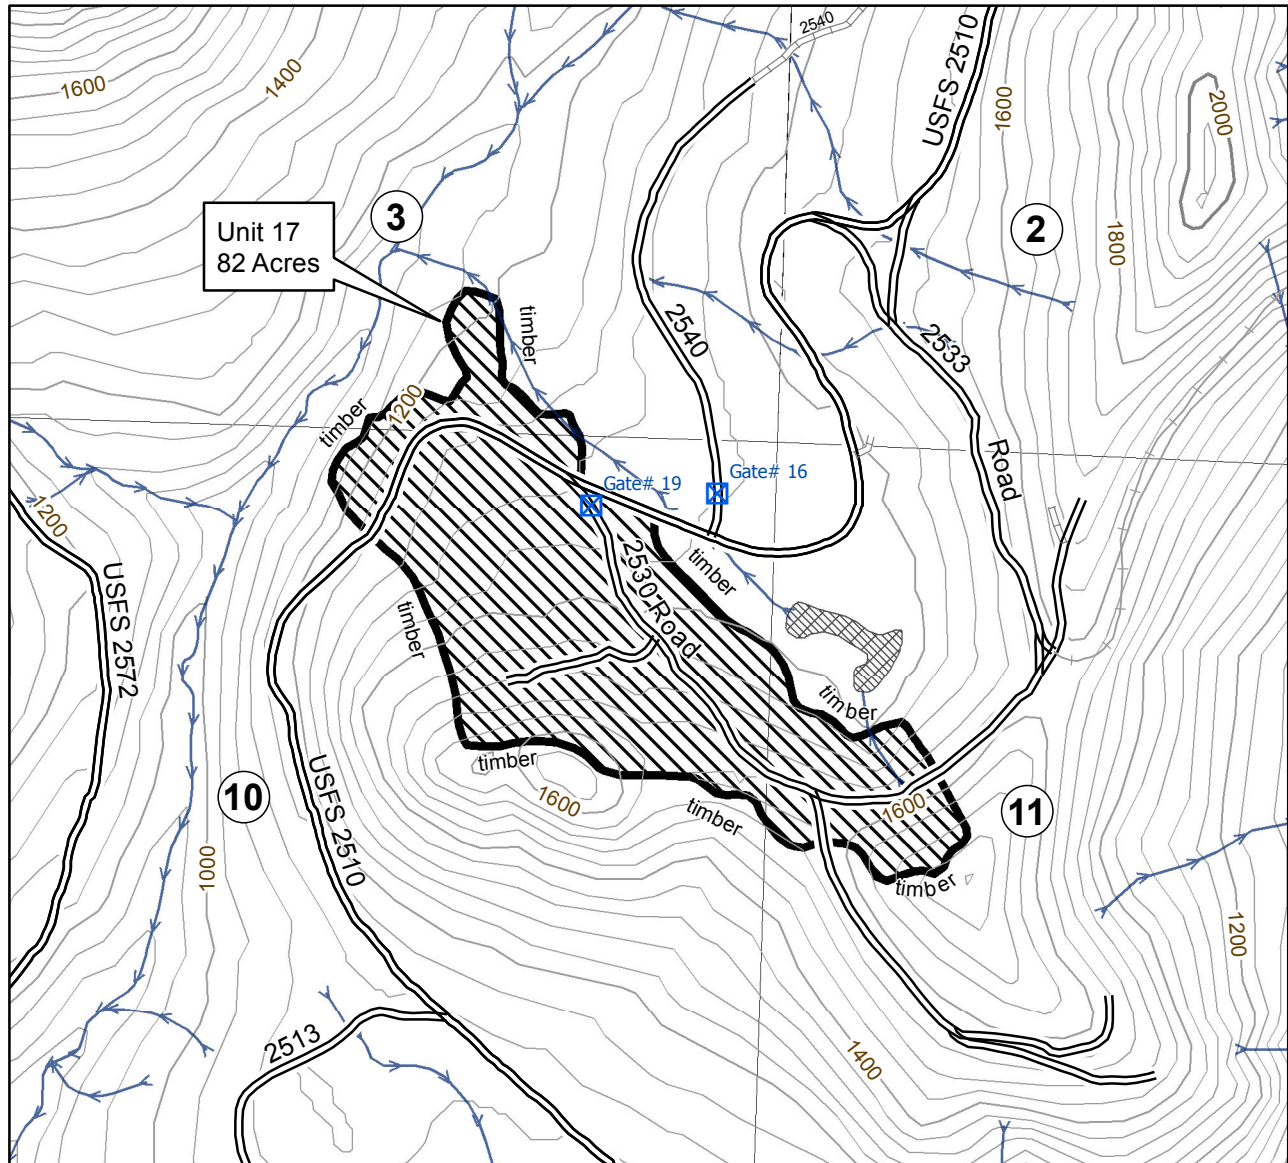 2540
USFS 2510
1600
1400
1600
2000
3
2
Unit 17
82 Acres
1800
timber
2540
2533
1200
timber
Road
Gate# 16
Gate# 19
1200
timber
2530 Road
USFS 2572
timber
timber
timber
USFS 2510
1600
10
timber
1600
11
1000
timber
1200
2513
1400